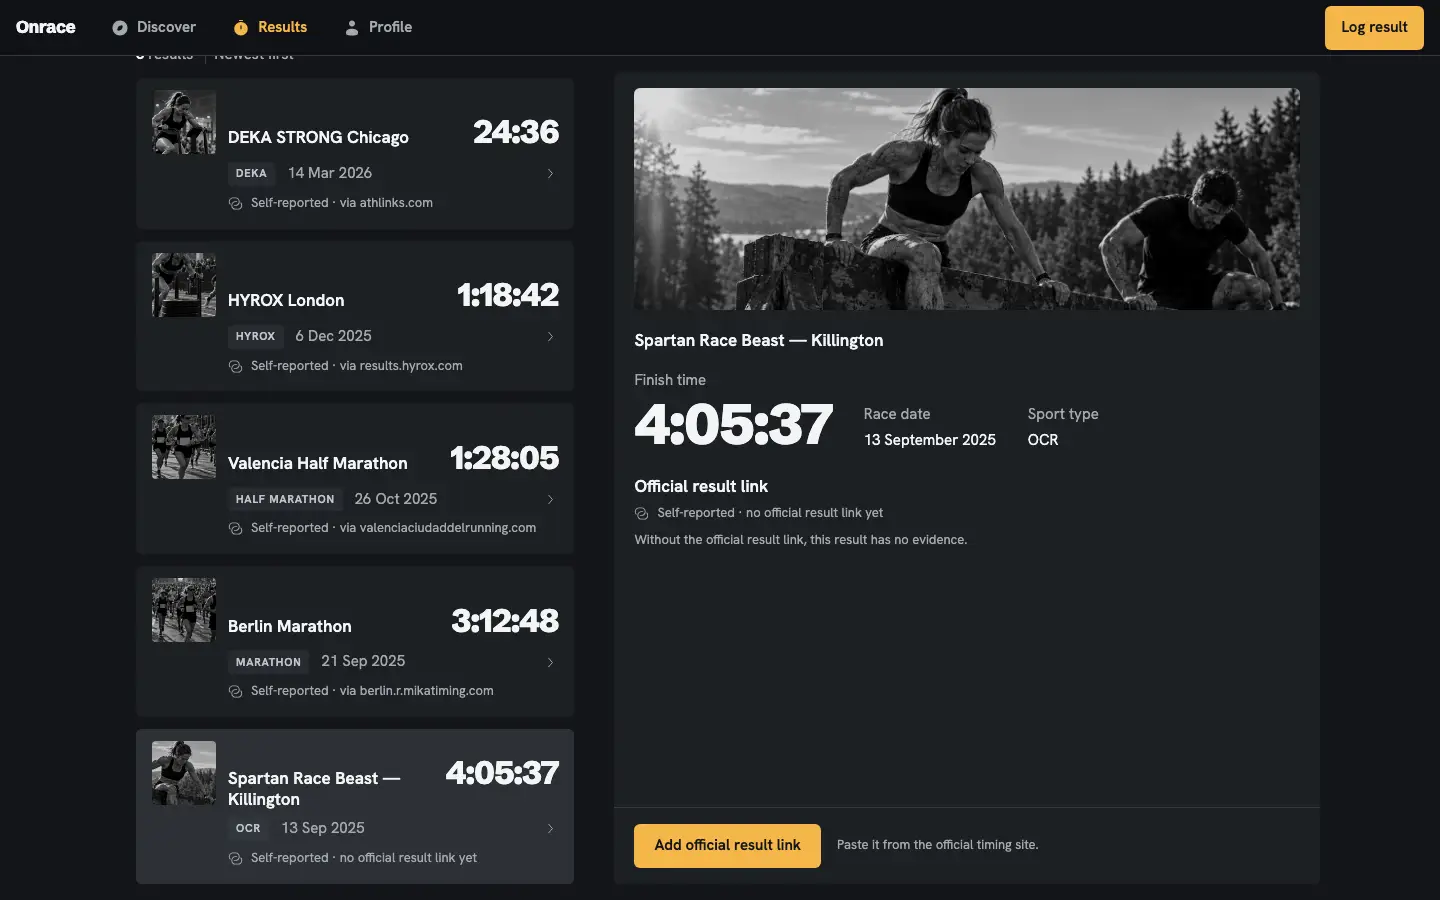 Onrace
Discover
Results
Profile
Log result
results
Newest first
DEKA STRONG Chicago
24:36
DEKA
14 Mar 2026
Self-reported · via athlinks.com
HYROX London
1:18:42
HYROX
6 Dec 2025
Self-reported · via results.hyrox.com
Valencia Half Marathon
1:28:05
HALF MARATHON
26 Oct 2025
Self-reported · via valenciaciudaddelrunning.com
Berlin Marathon
3:12:48
MARATHON
21 Sep 2025
Self-reported · via berlin.r.mikatiming.com
Spartan Race Beast —
Killington
4:05:37
OCR
13 Sep 2025
Self-reported · no official result link yet
Spartan Race Beast — Killington
Finish time
4:05:37
Race date
13 September 2025
Sport type
OCR
Official result link
Self-reported · no official result link yet
Without the official result link, this result has no evidence.
Add official result link
Paste it from the official timing site.